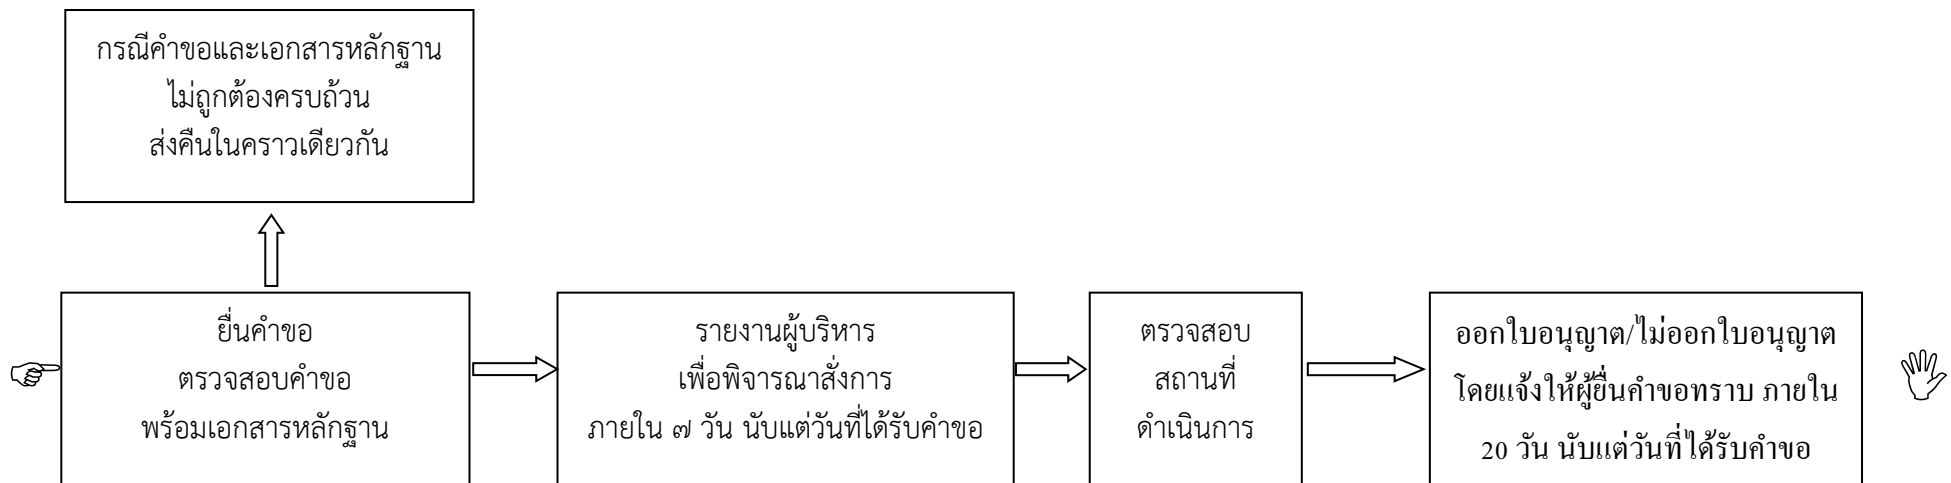 กรณีคำขอและเอกสารหลักฐาน
ไม่ถูกต้องครบถ้วน
ส่งคืนในคราวเดียวกัน
ยื่นคำขอ
ตรวจสอบคำขอ
พร้อมเอกสารหลักฐาน
รายงานผู้บริหาร
เพื่อพิจารณาสั่งการ
ภายใน ๗ วัน นับแต่วันที่ได้รับคำขอ
ตรวจสอบ
สถานที่
ดำเนินการ
ออกใบอนุญาต/ไม่ออกใบอนุญาต
โดยแจ้งให้ผู้ยื่นคำขอทราบ ภายใน
20 วัน นับแต่วันที่ได้รับคำขอ